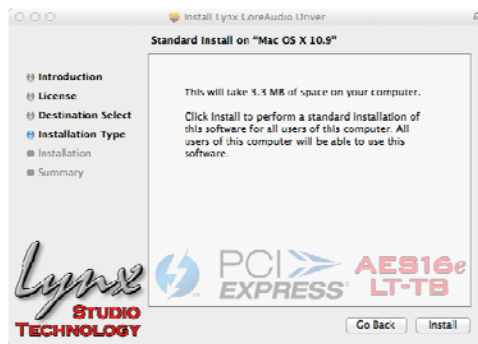 Install Lynx CoreAudio Driver
Standard Install on "Mac OS X 10.9"
Introduction
License
Destination Select
Installation Type
Installation
Summary
This will take 3.3 MB of space on your computer.
Click Install to perform a standard installation of
this software for all users of this computer. All
users of this computer will be able to use this
software.
Lynx
STUDIO
TECHNOLOGY
PCI
EXPRESS
AES16e
LT-TB
Go Back
Install